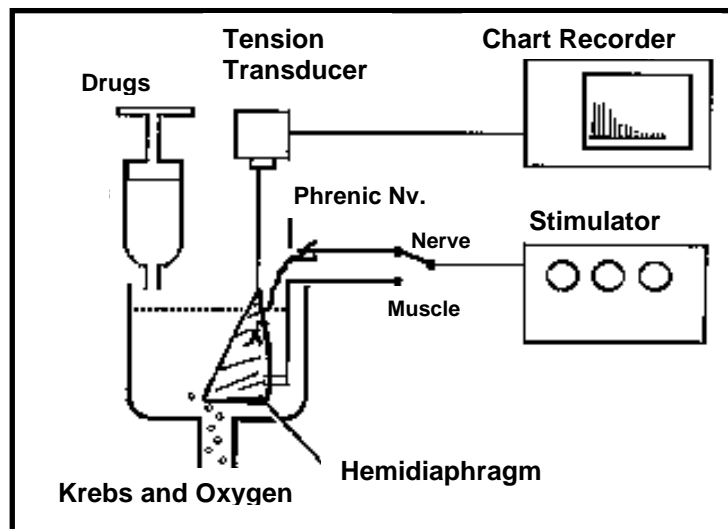 Tension
Transducer
Chart Recorder
Drugs
Phrenic Nv.
Nerve
Stimulator
Muscle
Hemidiaphragm
Krebs and Oxygen